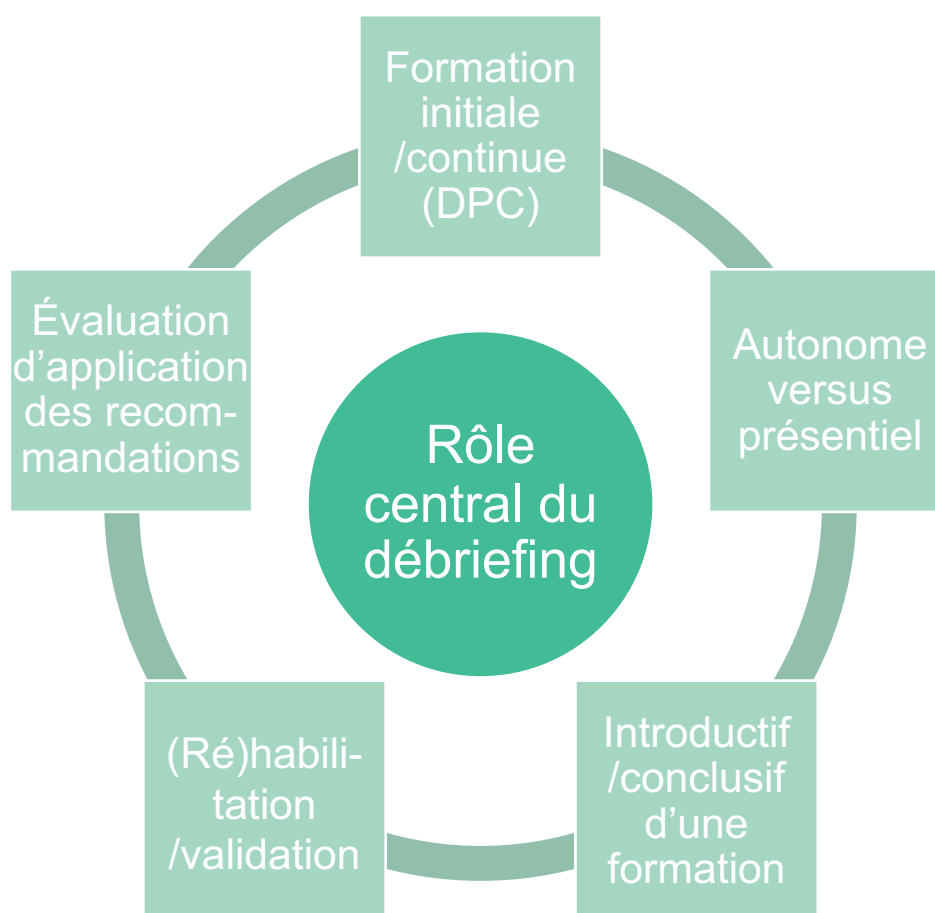 Formation
initiale
/continue
(DPC)
Autonome
versus
présentiel
Introductif
/conclusif
d’une
formation
(Ré)habili-
tation
/validation
Évaluation
d’application
des recom-
mandations
Rôle
central du
débriefing